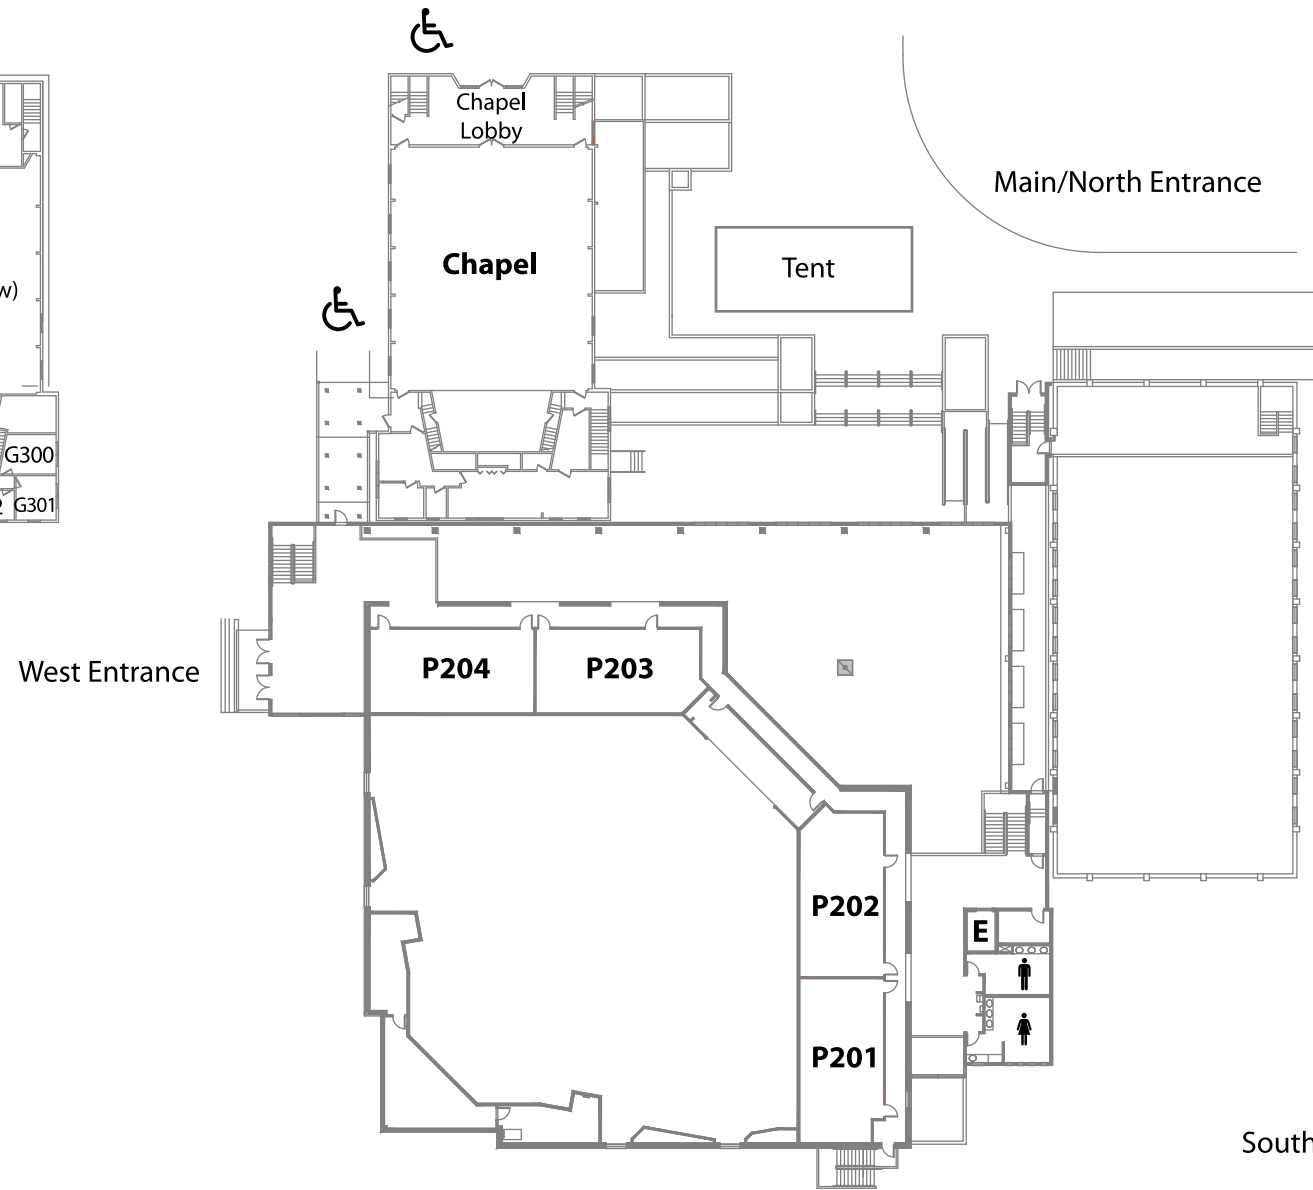 Chapel
Lobby
Main/North Entrance
Chapel
Tent
w)
G300
G301
West Entrance
P204
P203
P202
E
P201
South